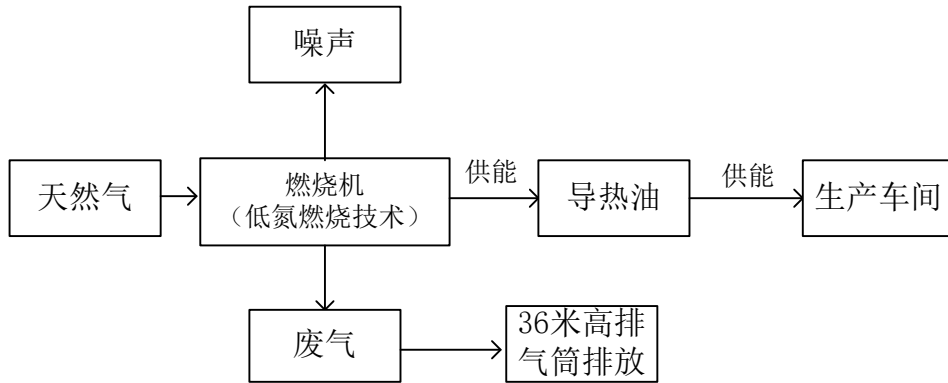 噪声
天然气
燃烧机
（低氮燃烧技术）
供能
导热油
供能
生产车间
废气
36米高排
气筒排放